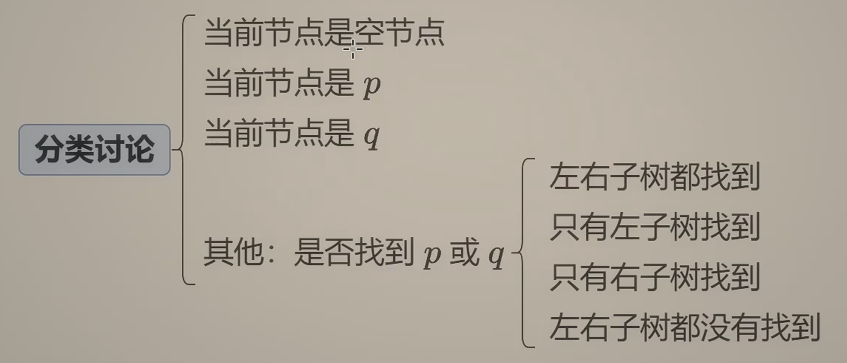 当前节点是空节点
当前节点是 p
当前节点是 q
分类讨论
其他：是否找到 p 或 q
左右子树都找到
只有左子树找到
只有右子树找到
左右子树都没有找到